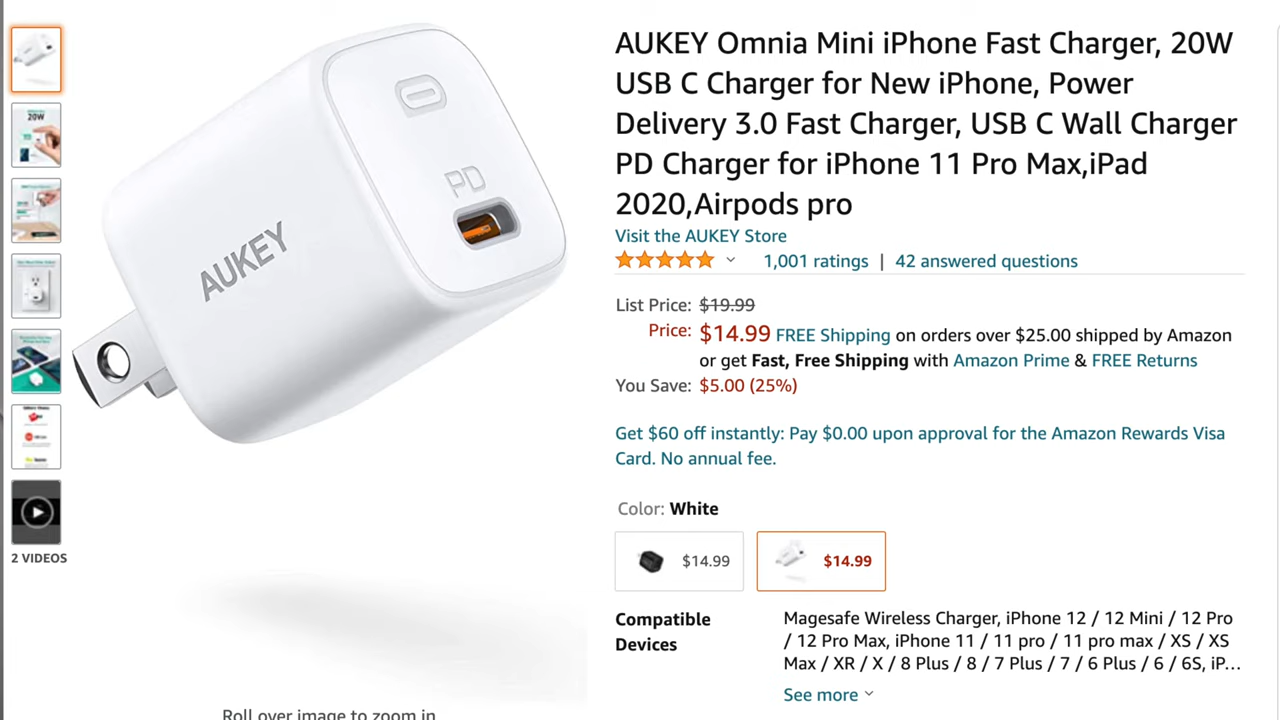 AUKEY Omnia Mini iPhone Fast Charger, 20W
USB C Charger for New iPhone, Power
Delivery 3.0 Fast Charger, USB C Wall Charger
PD Charger for iPhone 11 Pro Max,iPad
2020,Airpods pro
Visit the AUKEY Store
1,001 ratings | 42 answered questions
List Price: $19.99
Price: $14.99 FREE Shipping on orders over $25.00 shipped by Amazon
or get Fast, Free Shipping with Amazon Prime & FREE Returns
You Save: $5.00 (25%)
Get $60 off instantly: Pay $0.00 upon approval for the Amazon Rewards Visa
Card. No annual fee.
Color: White
$14.99 $14.99
Compatible Devices
Magesafe Wireless Charger, iPhone 12 / 12 Mini / 12 Pro
/ 12 Pro Max, iPhone 11 / 11 pro / 11 pro max / XS / XS
Max / XR / X / 8 Plus / 8 / 7 Plus / 7 / 6 Plus / 6 / 6S, iP...
See more
PD
AUKEY
20W
2 VIDEOS
Roll over image to zoom in